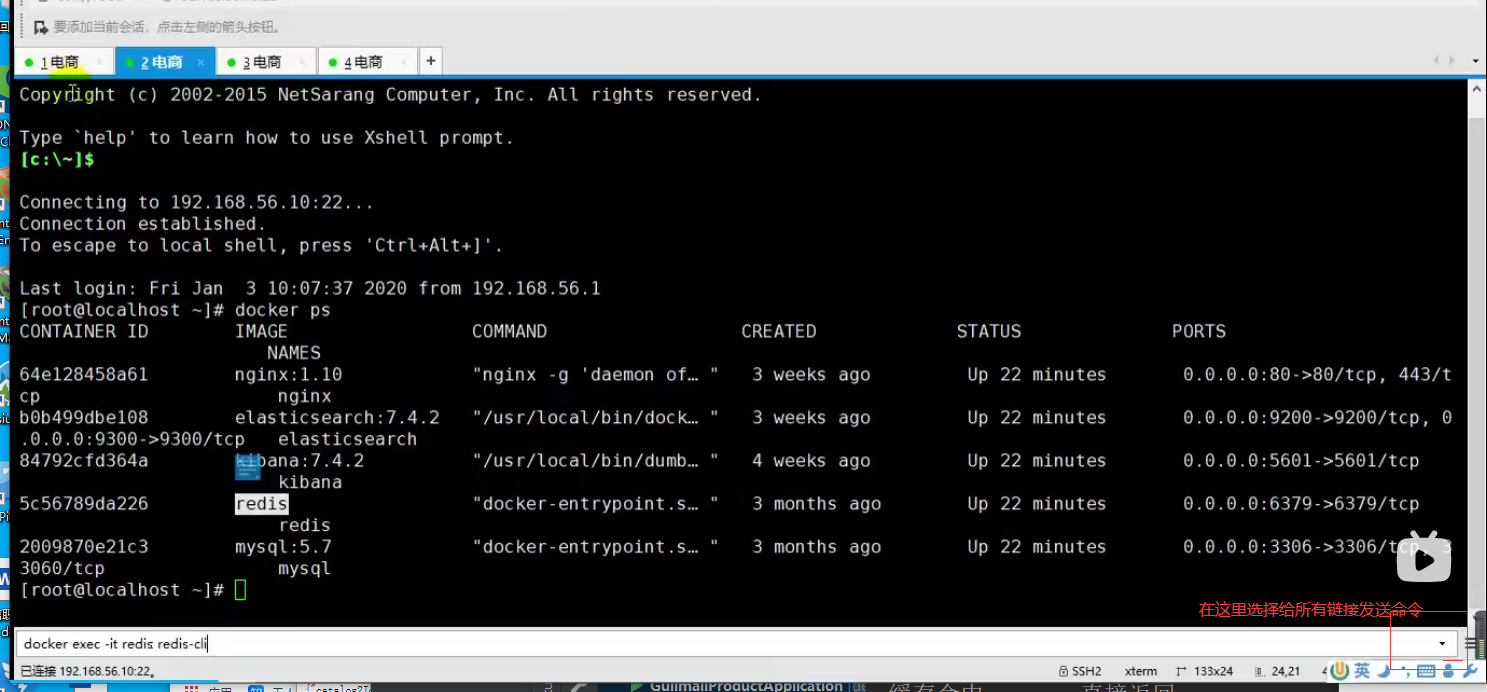 要添加当前会话，点击左侧的箭头按钮。
1 电商 2 电商 3 电商 4 电商 +
Copyright (c) 2002-2015 NetSarang Computer, Inc. All rights reserved.
Type `help' to learn how to use Xshell prompt.
[c:\~]$
Connecting to 192.168.56.10:22...
Connection established.
To escape to local shell, press 'Ctrl+Alt+]'.
Last login: Fri Jan  3 10:07:37 2020 from 192.168.56.1
[root@localhost ~]# docker ps
CONTAINER ID IMAGE COMMAND CREATED STATUS PORTS
NAMES
64e128458a61 nginx:1.10 "nginx -g 'daemon of… " 3 weeks ago Up 22 minutes 0.0.0.0:80->80/tcp, 443/t
cp nginx
b0b499dbe108 elasticsearch:7.4.2 "/usr/local/bin/dock… " 3 weeks ago Up 22 minutes 0.0.0.0:9200->9200/tcp, 0
.0.0.0:9300->9300/tcp elasticsearch
84792cfd364a kibana:7.4.2 "/usr/local/bin/dumb… " 4 weeks ago Up 22 minutes 0.0.0.0:5601->5601/tcp
kibana
5c56789da226 redis "docker-entrypoint.s… " 3 months ago Up 22 minutes 0.0.0.0:6379->6379/tcp
redis
2009870e21c3 mysql:5.7 "docker-entrypoint.s… " 3 months ago Up 22 minutes 0.0.0.0:3306->3306/tcp, 3
3060/tcp mysql
[root@localhost ~]#
在这里选择给所有链接发送命令
docker exec -it redis redis-cli
已连接 192.168.56.10:22。 SSH2 xterm 133x24 24,21 英
GulimallProductApplication